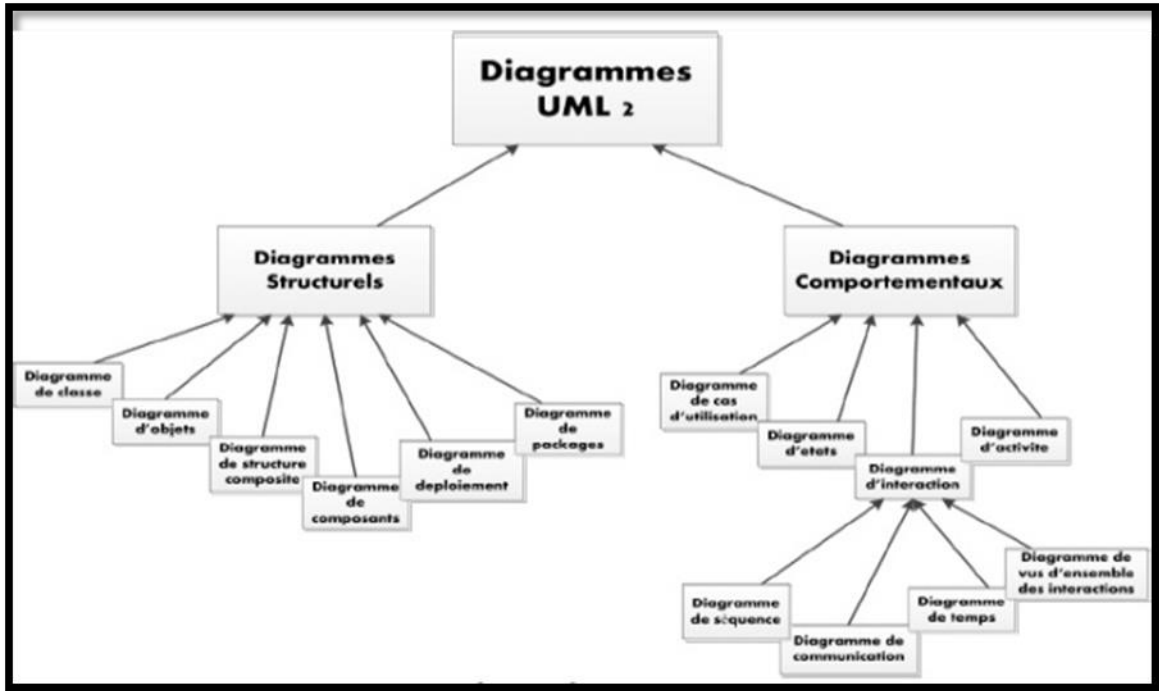 Diagrammes
UML 2
Diagrammes
Structurels
Diagrammes
Comportementaux
Diagramme
de classe
Diagramme
d'objets
Diagramme
de structure
composite
Diagramme
de
composants
Diagramme
de
deploiement
Diagramme
de
packages
Diagramme
de cas
d'utilisation
Diagramme
d'etats
Diagramme
d'interaction
Diagramme
d'activite
Diagramme
de séquence
Diagramme de
communication
Diagramme
de temps
Diagramme de
vus d'ensemble
des interactions